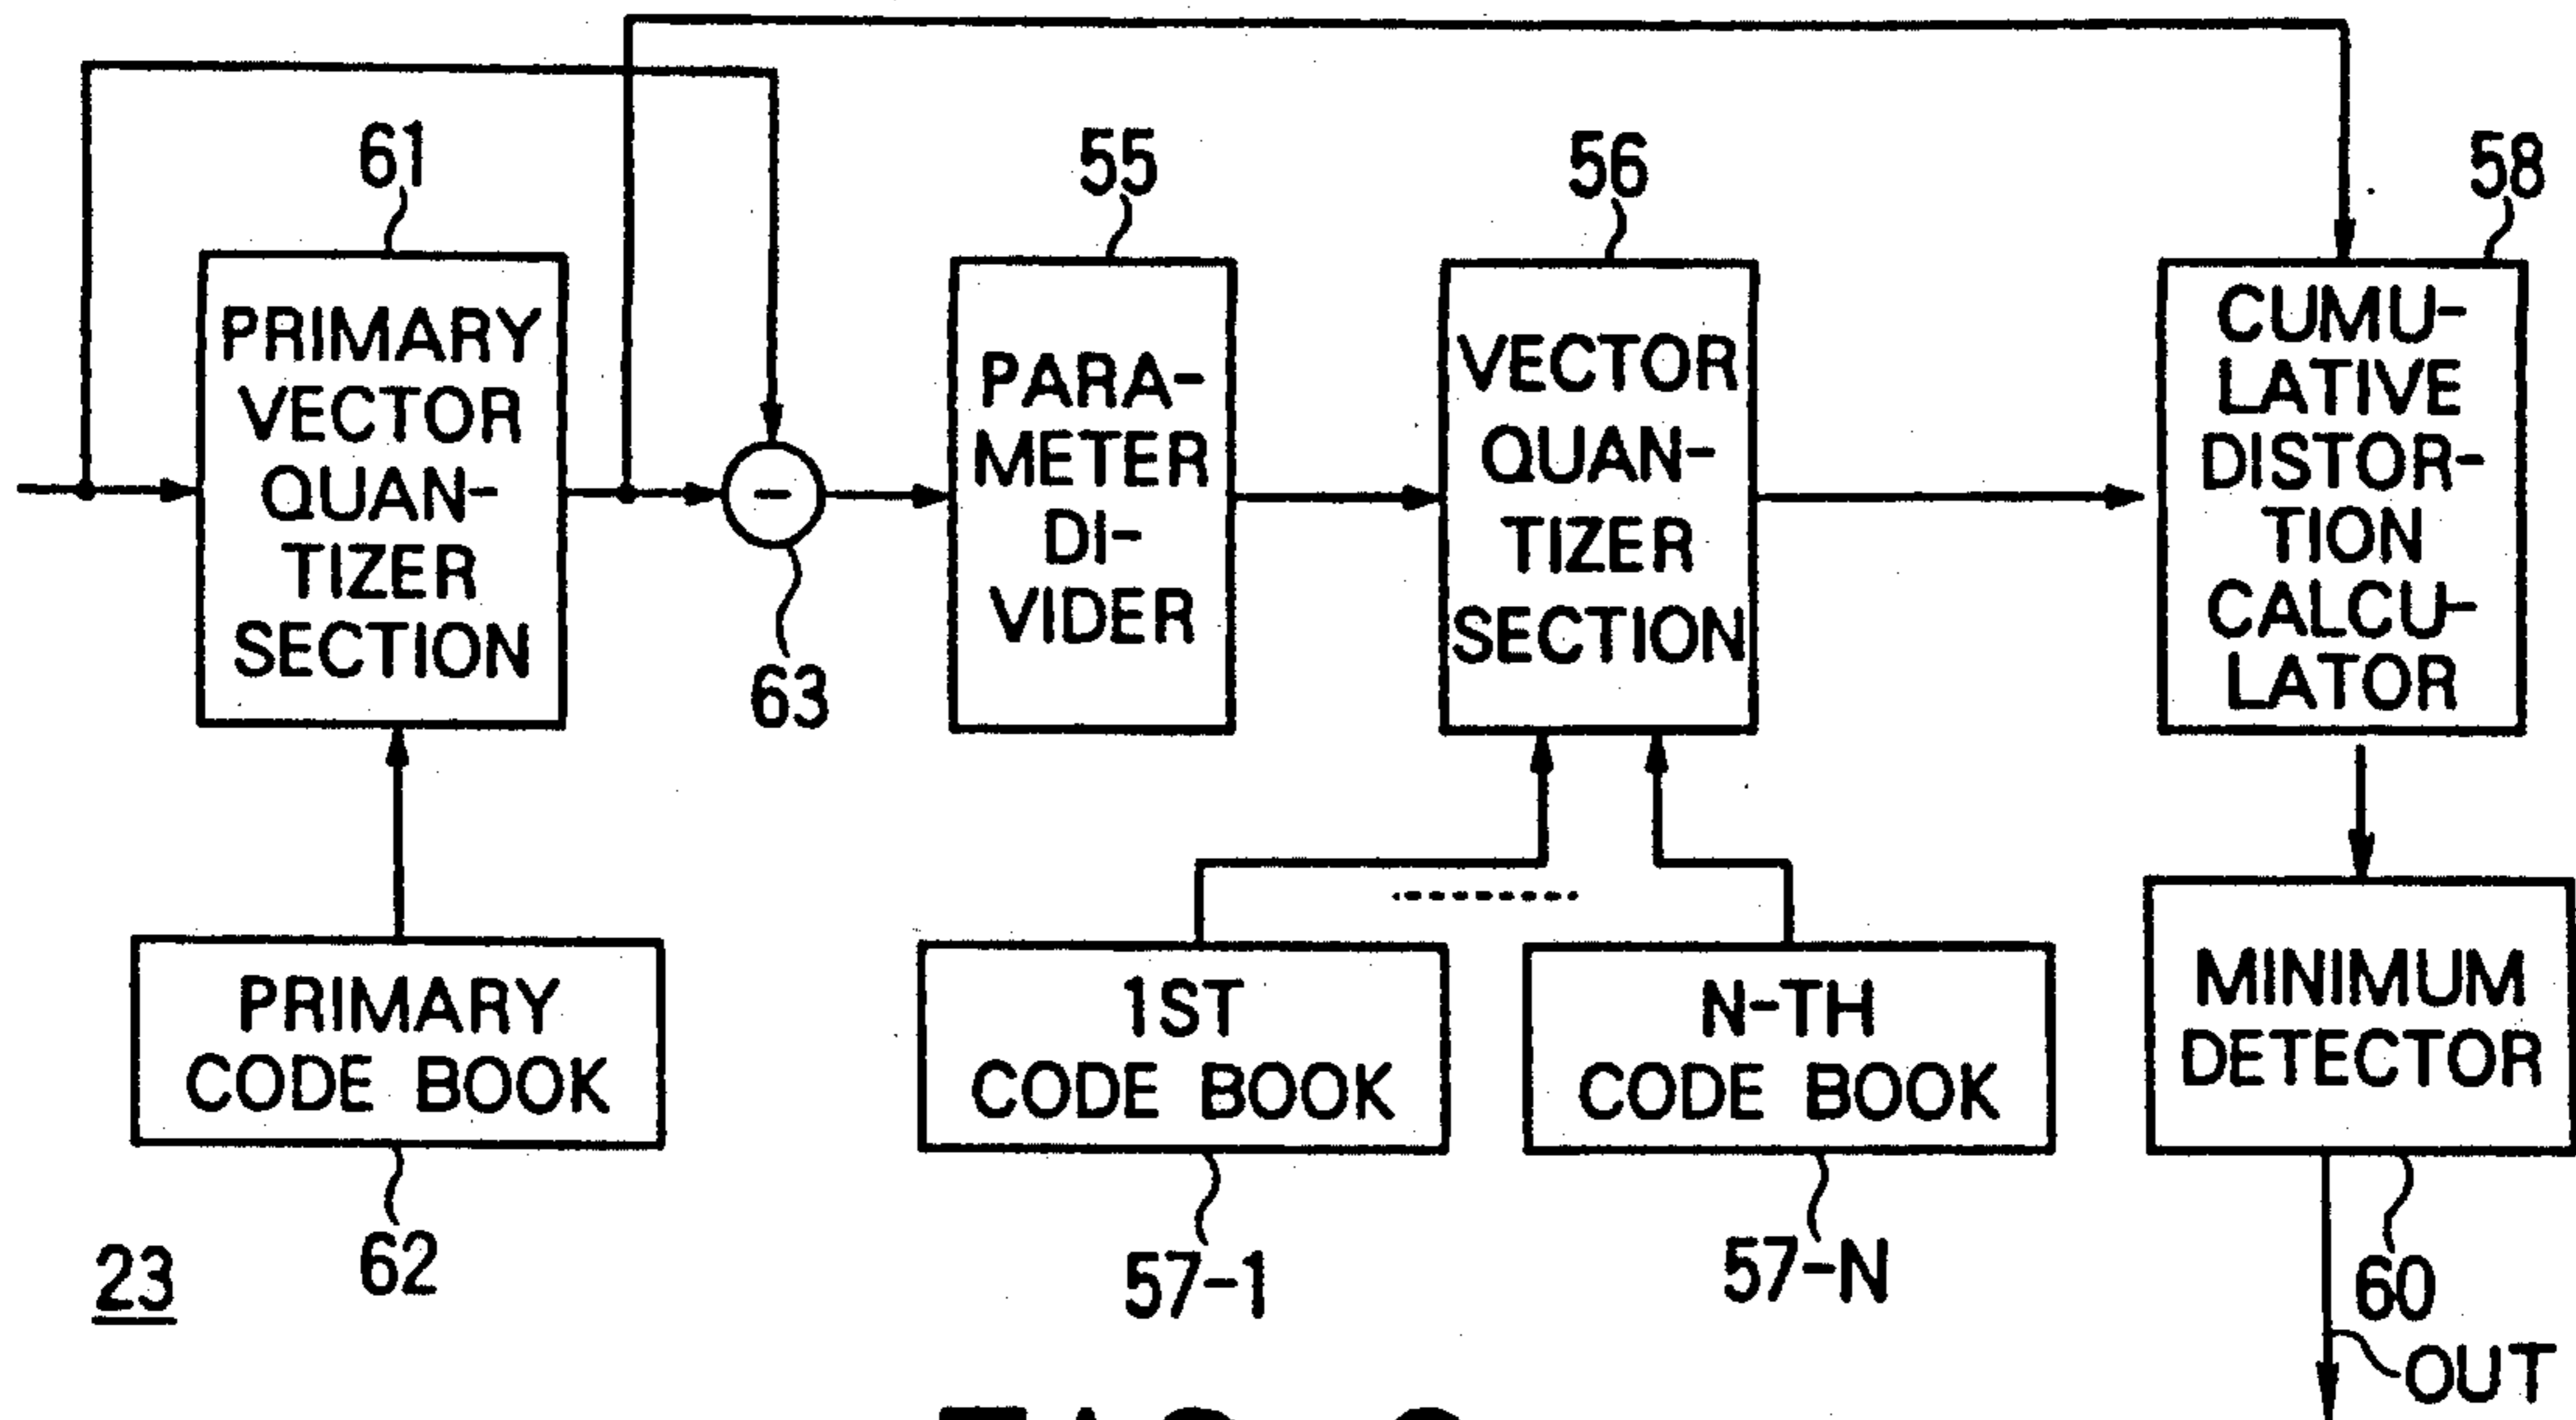 61
55
56
58
PRIMARY
VECTOR
QUAN-
TIZER
SECTION
-
63
PARA-
METER
DI-
VIDER
VECTOR
QUAN-
TIZER
SECTION
CUMU-
LATIVE
DISTOR-
TION
CALCU-
LATOR
PRIMARY
CODE BOOK
62
1ST
CODE BOOK
57-1
N-TH
CODE BOOK
57-N
MINIMUM
DETECTOR
60
OUT
23